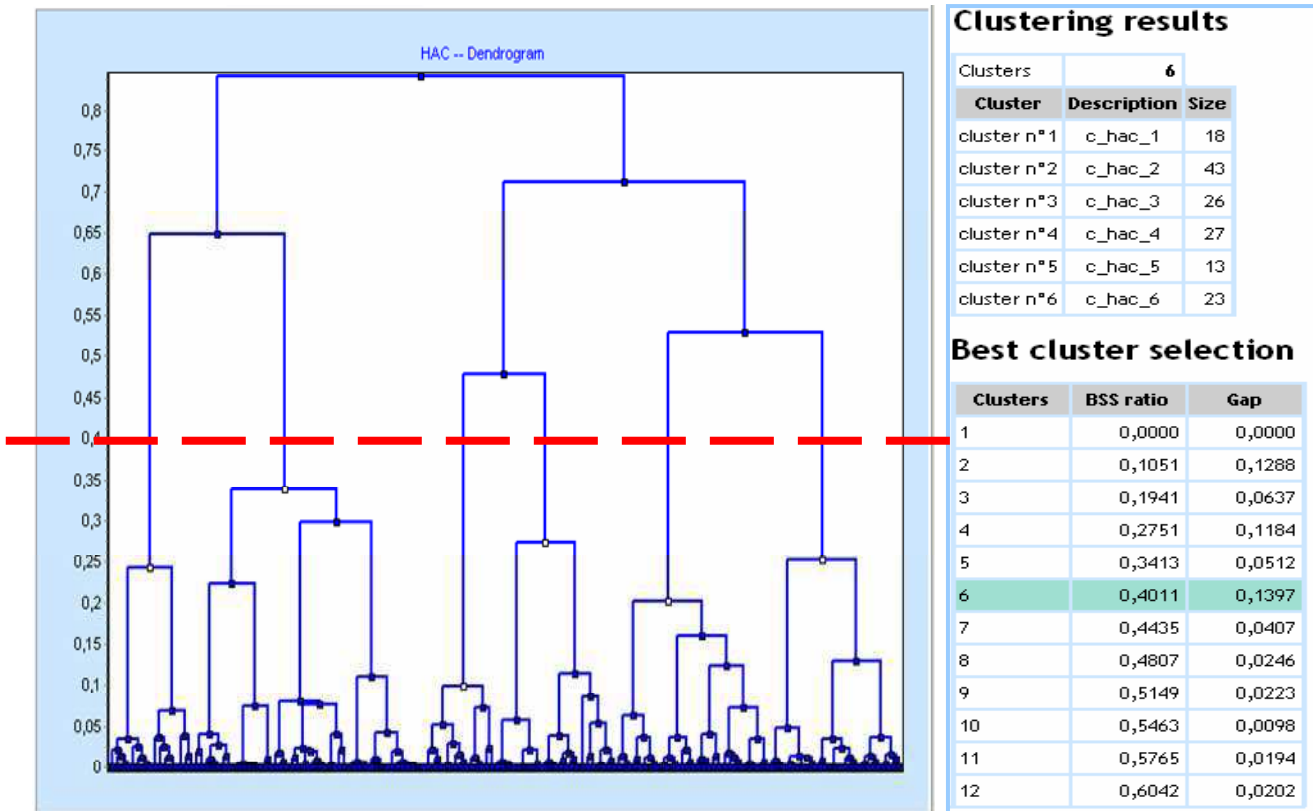 HAC -- Dendrogram
0,8
0,75
0,7
0,65
0,6
0,55
0,5
0,45
0,4
0,35
0,3
0,25
0,2
0,15
0,1
0,05
0
Clustering results
Clusters 6
Cluster Description Size
cluster n°1 c_hac_1 18
cluster n°2 c_hac_2 43
cluster n°3 c_hac_3 26
cluster n°4 c_hac_4 27
cluster n°5 c_hac_5 13
cluster n°6 c_hac_6 23
Best cluster selection
Clusters BSS ratio Gap
1 0,0000 0,0000
2 0,1051 0,1288
3 0,1941 0,0637
4 0,2751 0,1184
5 0,3413 0,0512
6 0,4011 0,1397
7 0,4435 0,0407
8 0,4807 0,0246
9 0,5149 0,0223
10 0,5463 0,0098
11 0,5765 0,0194
12 0,6042 0,0202